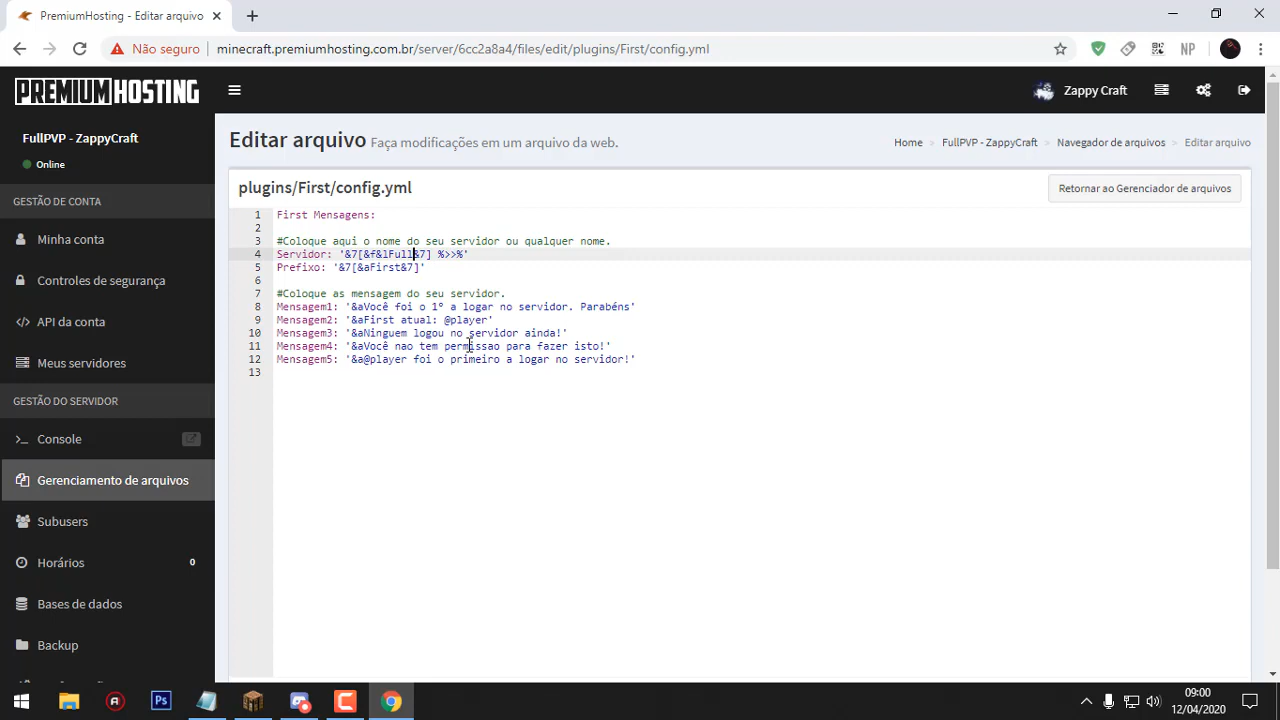 PremiumHosting - Editar arquivo
Não seguro
minecraft.premiumhosting.com.br/server/6cc2a8a4/files/edit/plugins/First/config.yml
NP
PREMIUMHOSTING
Zappy Craft
FullPVP - ZappyCraft
Online
GESTÃO DE CONTA
Minha conta
Controles de segurança
API da conta
Meus servidores
GESTÃO DO SERVIDOR
Console
Gerenciamento de arquivos
Subusers
Horários
0
Bases de dados
Backup
Editar arquivo Faça modificações em um arquivo da web.
Home
FullPVP - ZappyCraft
Navegador de arquivos
Editar arquivo
plugins/First/config.yml
Retornar ao Gerenciador de arquivos
1 First Mensagens:
2
3 #Coloque aqui o nome do seu servidor ou qualquer nome.
4 Servidor: '&7[&f&lFull&7] %>>%'
5 Prefixo: '&7[&aFirst&7]'
6
7 #Coloque as mensagem do seu servidor.
8 Mensagem1: '&aVocê foi o 1º a logar no servidor. Parabéns'
9 Mensagem2: '&aFirst atual: @player'
10 Mensagem3: '&aNinguem logou no servidor ainda!'
11 Mensagem4: '&aVocê nao tem permissao para fazer isto!'
12 Mensagem5: '&a@player foi o primeiro a logar no servidor!'
13
Ps
09:00
12/04/2020